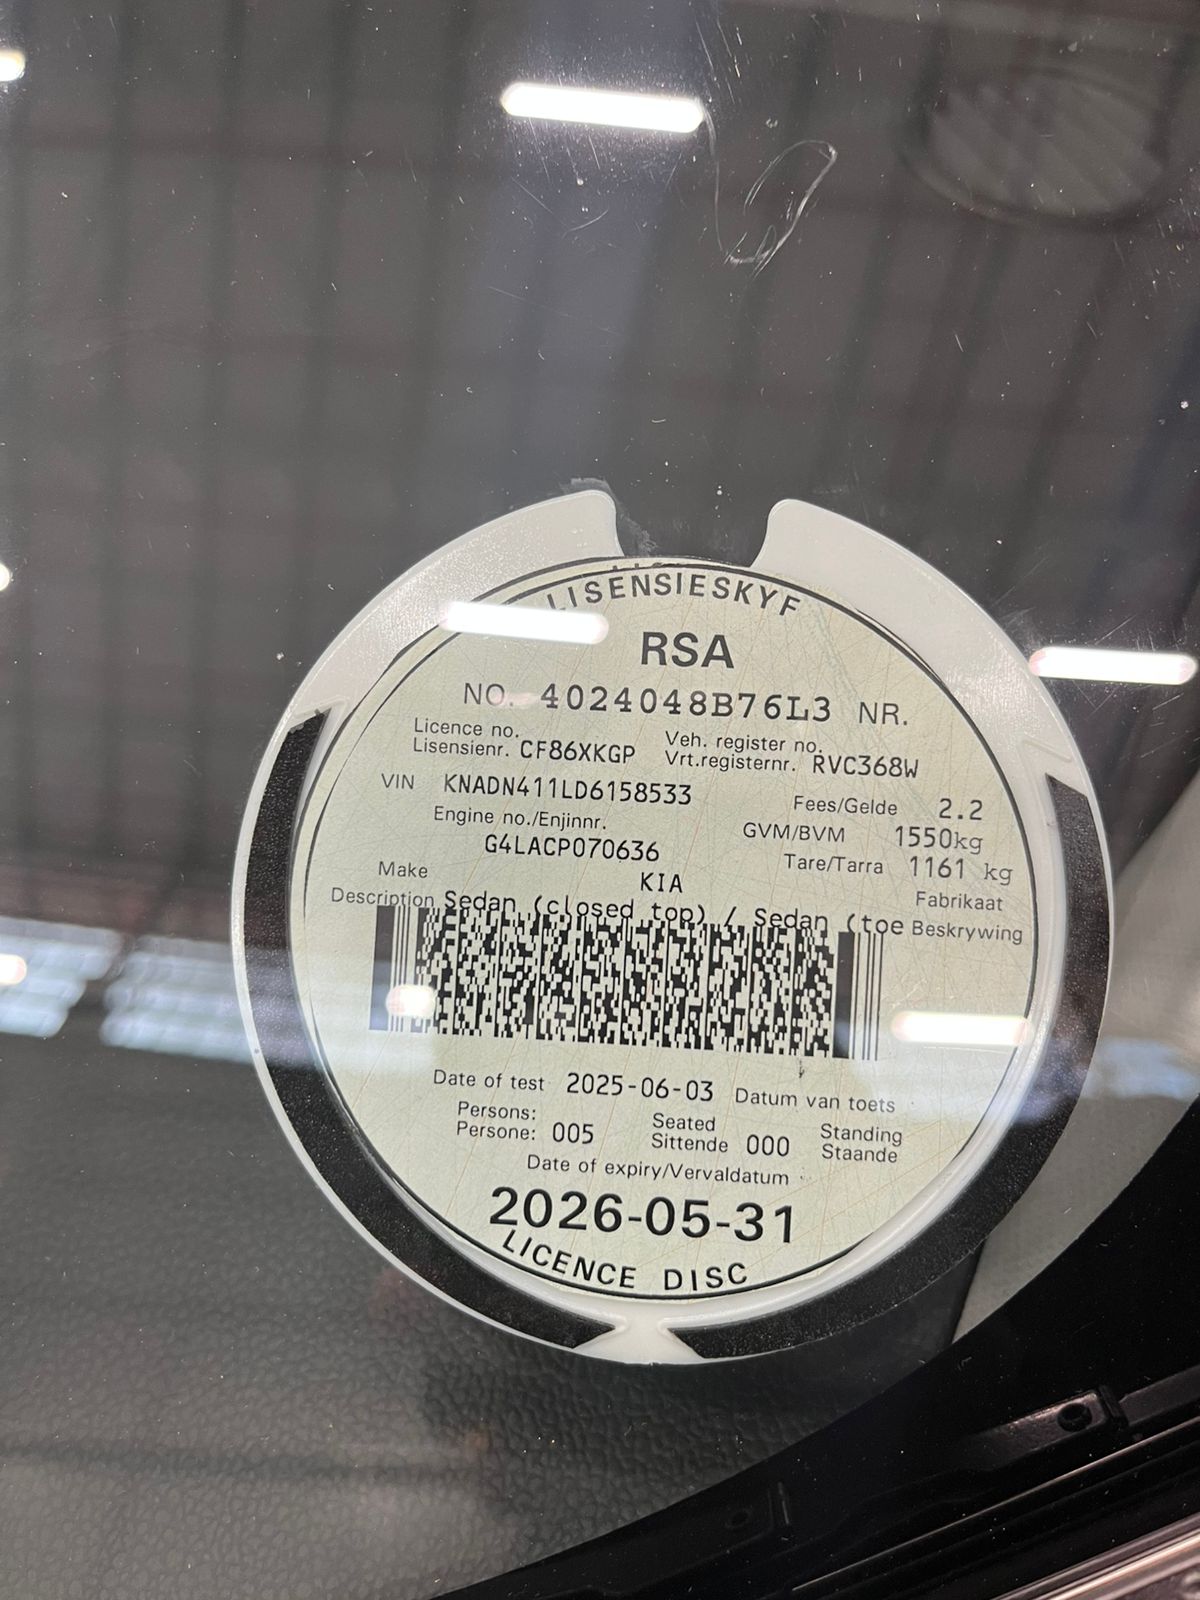 LISENSIESKYF
RSA
NO. 4024048B76L3 NR.
Licence no. Veh. register no.
Lisensienr. CF86XKGP Vrt.registernr. RVC368W
VIN KNADN411LD6158533 Fees/Gelde 2.2
Engine no./Enjinnr. GVM/BVM 1550kg
G4LACP070636 Tare/Tarra 1161 kg
Make KIA Fabrikaat
Description Sedan (closed top) / Sedan (toe Beskrywing
Date of test 2025-06-03 Datum van toets
Persons: Seated Standing
Persone: 005 Sittende 000 Staande
Date of expiry/Vervaldatum
2026-05-31
LICENCE DISC